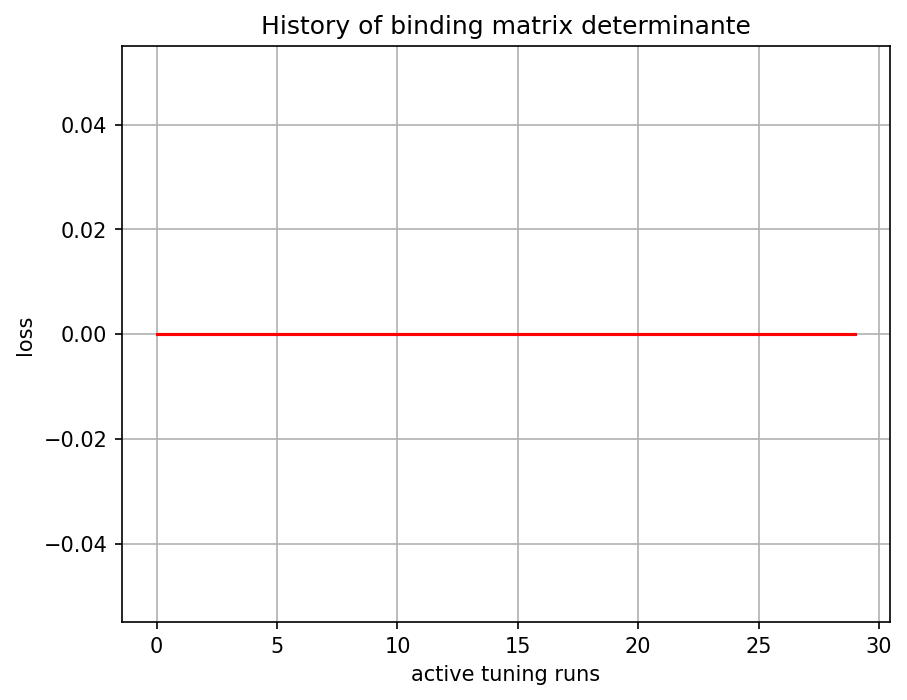 History of binding matrix determinante
0.04
0.02
0.00
−0.02
−0.04
loss
0 5 10 15 20 25 30
active tuning runs